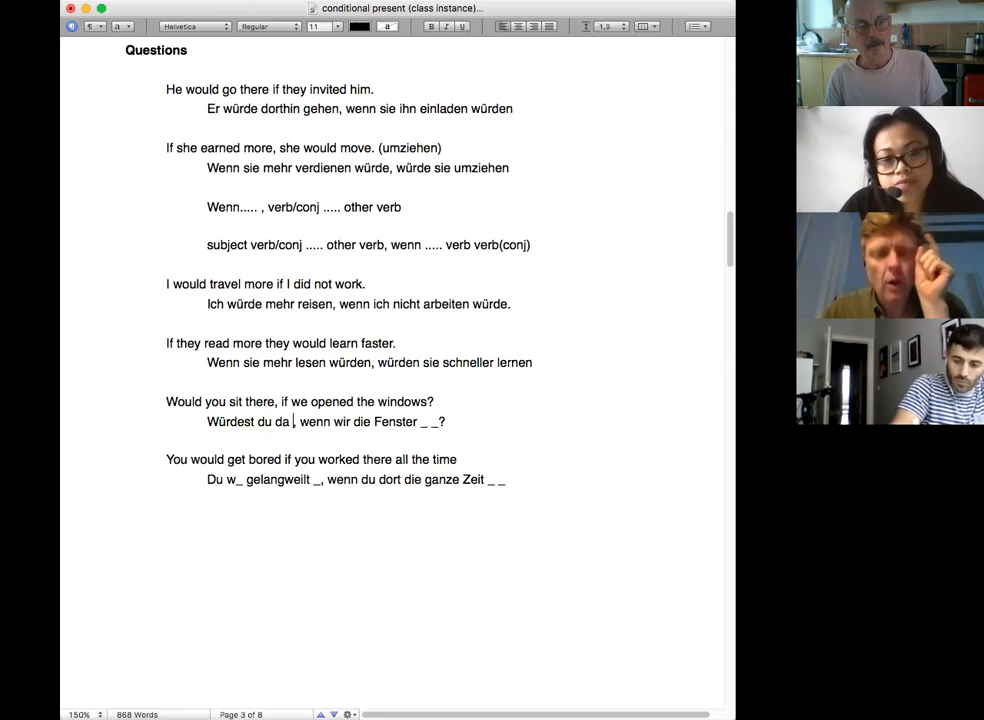 conditional present (class instance)...
¶ a Helvetica Regular 11 a B I U 1,3
Questions
He would go there if they invited him.
Er würde dorthin gehen, wenn sie ihn einladen würden
If she earned more, she would move. (umziehen)
Wenn sie mehr verdienen würde, würde sie umziehen
Wenn..... , verb/conj ..... other verb
subject verb/conj ..... other verb, wenn ..... verb verb(conj)
I would travel more if I did not work.
Ich würde mehr reisen, wenn ich nicht arbeiten würde.
If they read more they would learn faster.
Wenn sie mehr lesen würden, würden sie schneller lernen
Would you sit there, if we opened the windows?
Würdest du da , wenn wir die Fenster _ _?
You would get bored if you worked there all the time
Du w_ gelangweilt _, wenn du dort die ganze Zeit _ _
150% 868 Words Page 3 of 8